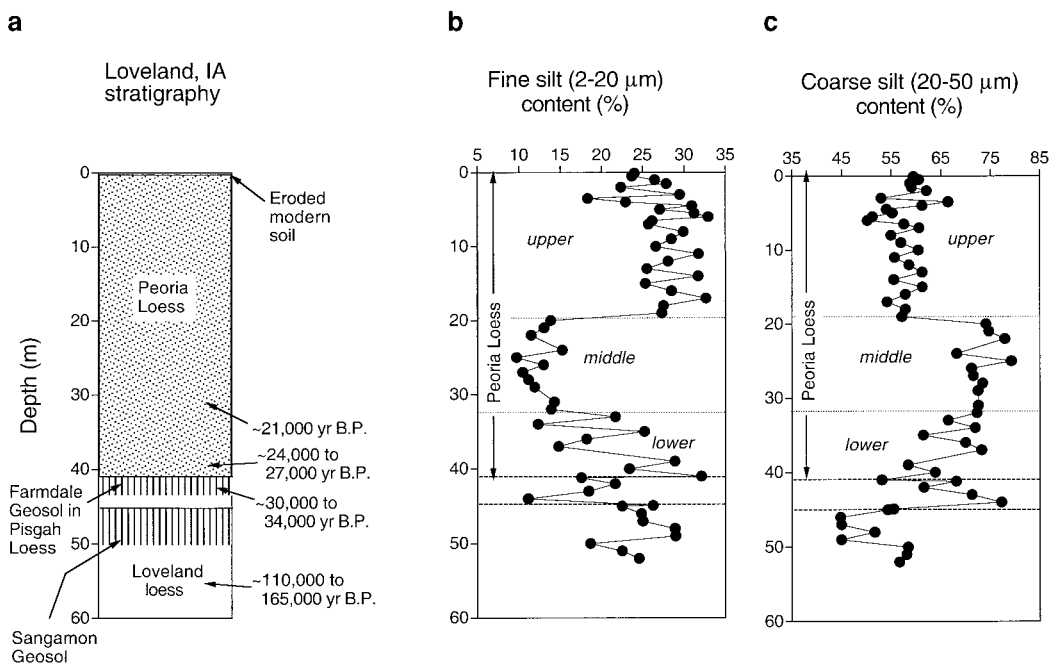 a
Loveland, IA
stratigraphy
0
10
20
30
40
50
60
Depth (m)
Eroded
modern
soil
Peoria
Loess
~21,000 yr B.P.
~24,000 to
27,000 yr B.P.
Farmdale
Geosol in
Pisgah
Loess
~30,000 to
34,000 yr B.P.
Loveland
loess
~110,000 to
165,000 yr B.P.
Sangamon
Geosol
b
Fine silt (2-20 μm)
content (%)
5 10 15 20 25 30 35
0
10
20
30
40
50
60
Peoria Loess
upper
middle
lower
c
Coarse silt (20-50 μm)
content (%)
35 45 55 65 75 85
0
10
20
30
40
50
60
Peoria Loess
upper
middle
lower